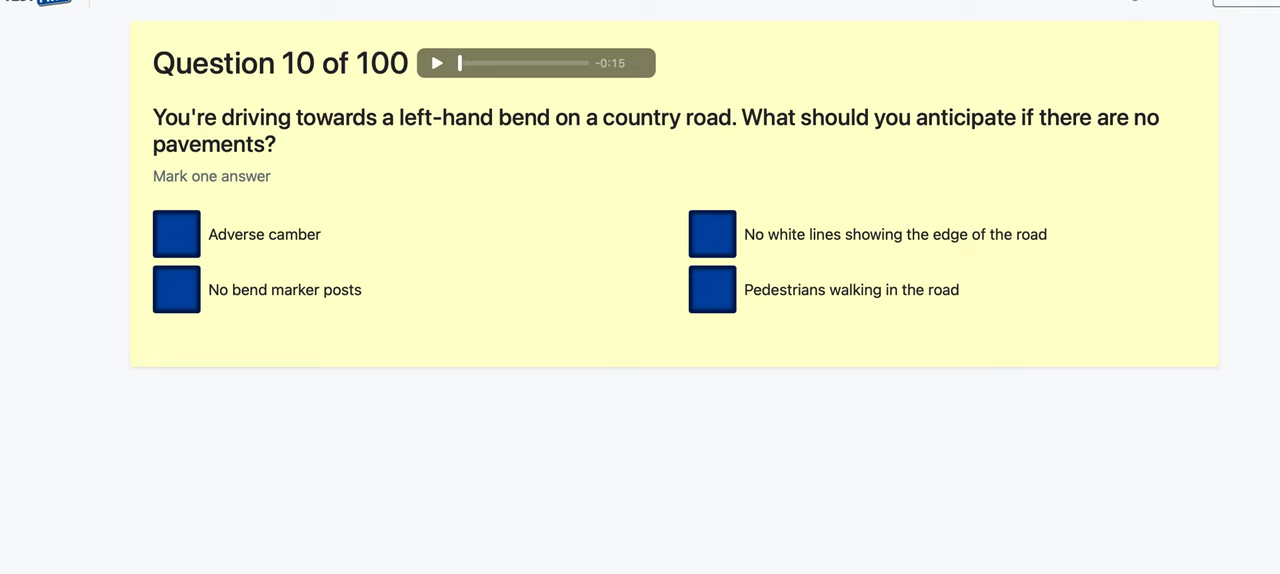 Question 10 of 100
-0:15
You're driving towards a left-hand bend on a country road. What should you anticipate if there are no
pavements?
Mark one answer
Adverse camber
No white lines showing the edge of the road
No bend marker posts
Pedestrians walking in the road